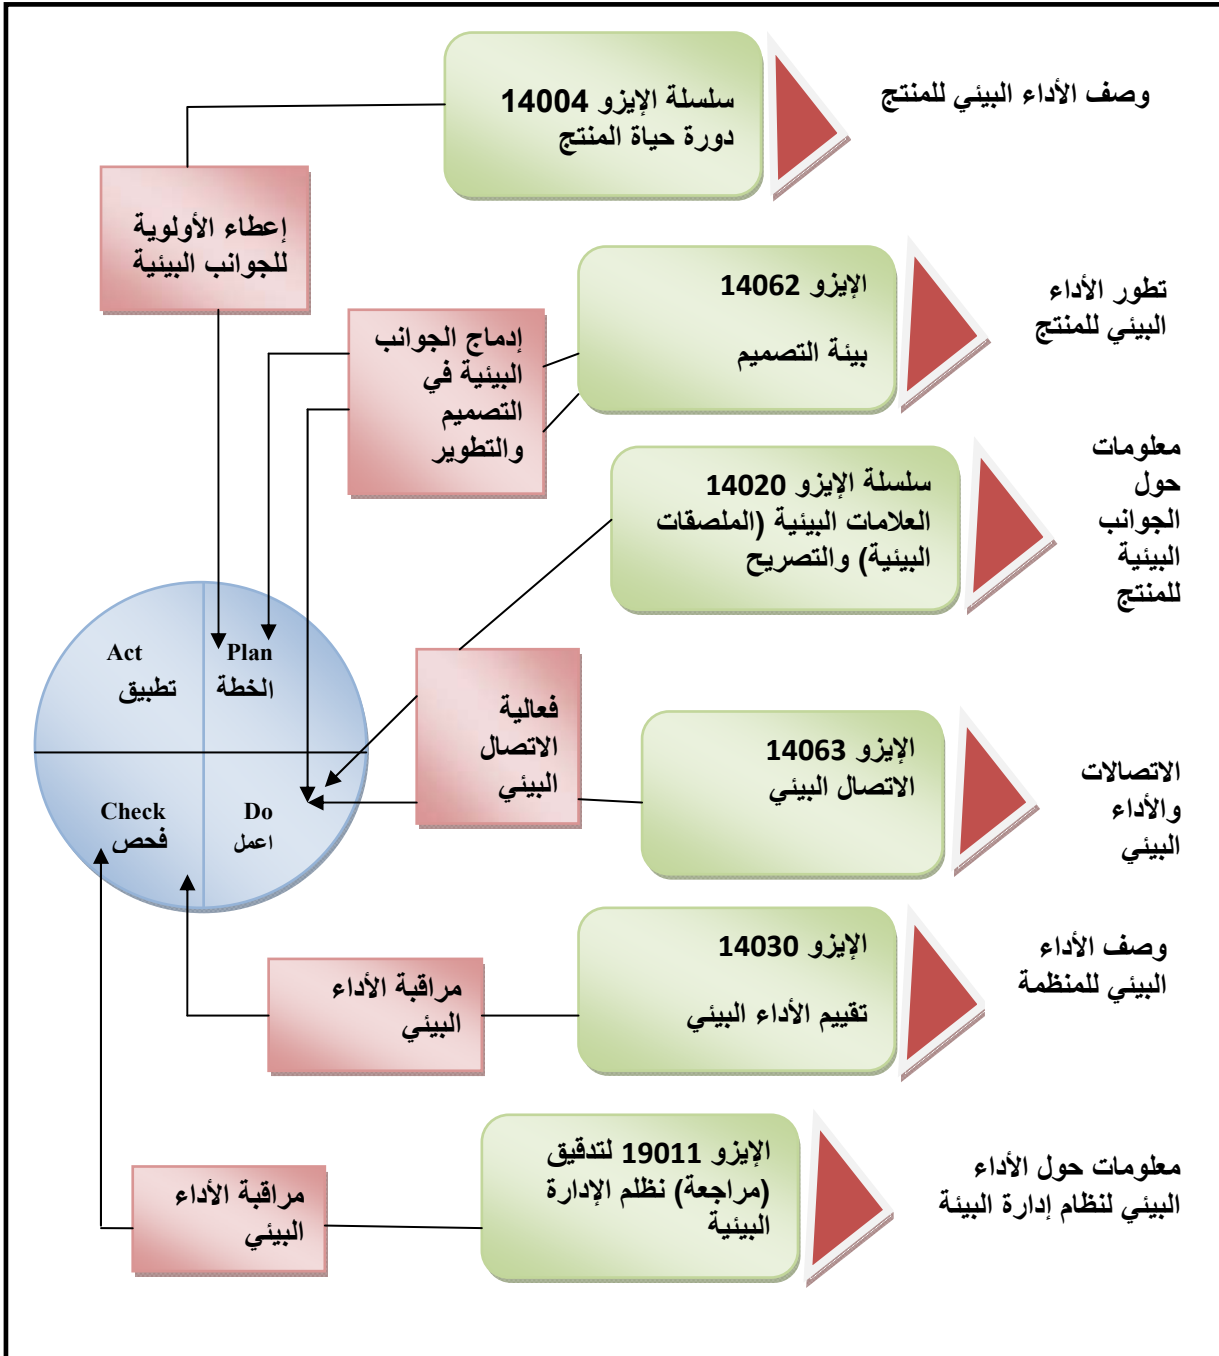 وصف الأداء البيئي للمنتج
سلسلة الإيزو 14004
دورة حياة المنتج
إعطاء الأولوية
للجوانب البيئية
تطور الأداء
البيئي للمنتج
الإيزو 14062
بيئة التصميم
إدماج الجوانب
البيئية في
التصميم
والتطوير
معلومات
حول
الجوانب
البيئية
للمنتج
سلسلة الإيزو 14020
العلامات البيئية (الملصقات
البيئية) والتصريح
Plan
الخطة
Act
تطبيق
Do
اعمل
Check
فحص
فعالية
الاتصال
البيئي
الإيزو 14063
الاتصال البيئي
الاتصالات
والأداء
البيئي
وصف الأداء
البيئي للمنظمة
الإيزو 14030
تقييم الأداء البيئي
مراقبة الأداء
البيئي
معلومات حول الأداء
البيئي لنظام إدارة البيئة
الإيزو 19011 لتدقيق
(مراجعة) نظلم الإدارة
البيئية
مراقبة الأداء
البيئي